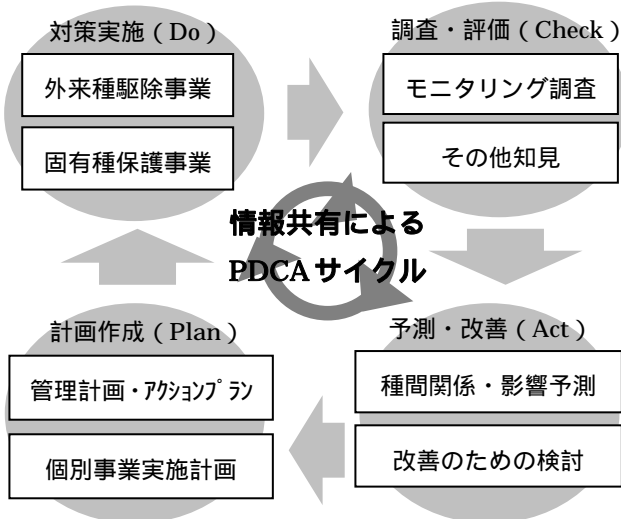 対策実施（Do）
外来種駆除事業
固有種保護事業
調査・評価（Check）
モニタリング調査
その他知見
情報共有による
PDCAサイクル
計画作成（Plan）
管理計画・ｱｸｼｮﾝﾌﾟﾗﾝ
個別事業実施計画
予測・改善（Act）
種間関係・影響予測
改善のための検討